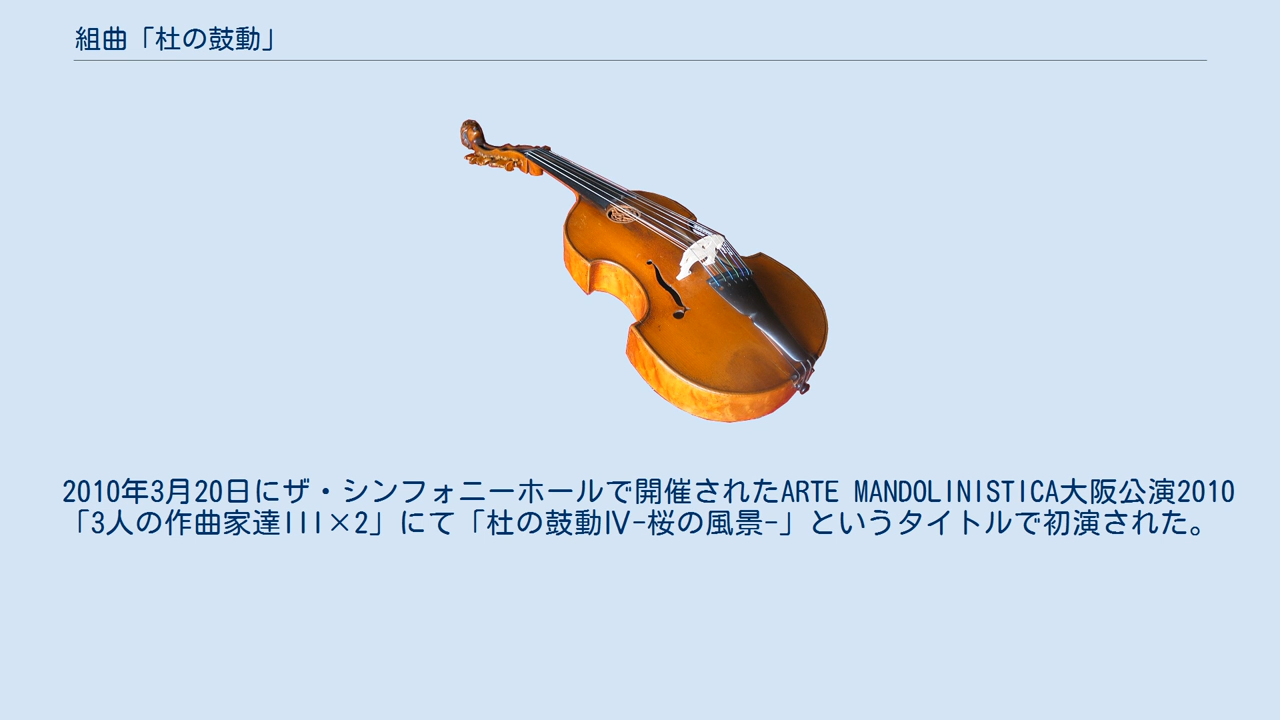 組曲「杜の鼓動」
2010年3月20日にザ・シンフォニーホールで開催されたARTE MANDOLINISTICA大阪公演2010
「3人の作曲家達III×2」にて「杜の鼓動Ⅳ-桜の風景-」というタイトルで初演された。